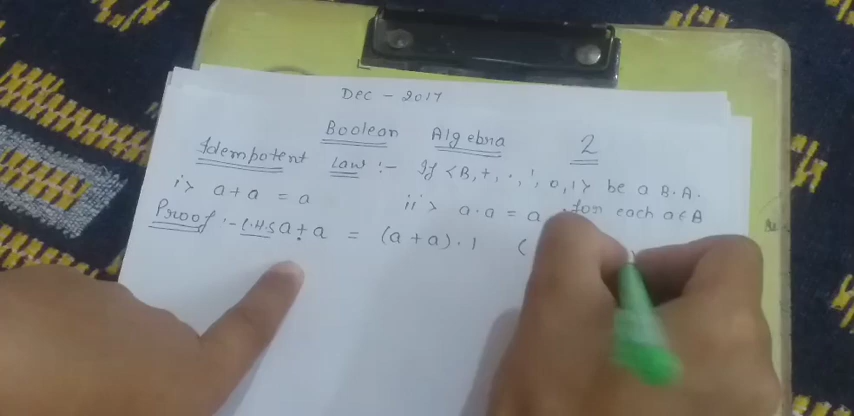 Dec - 2017
Boolean Algebra 2
Idempotent Law :- If <B, +, ·, ', 0, 1> be a B.A.
i> a + a = a ii> a · a = a for each a ∈ B
Proof :- L.H.S a + a = (a + a) · 1 (